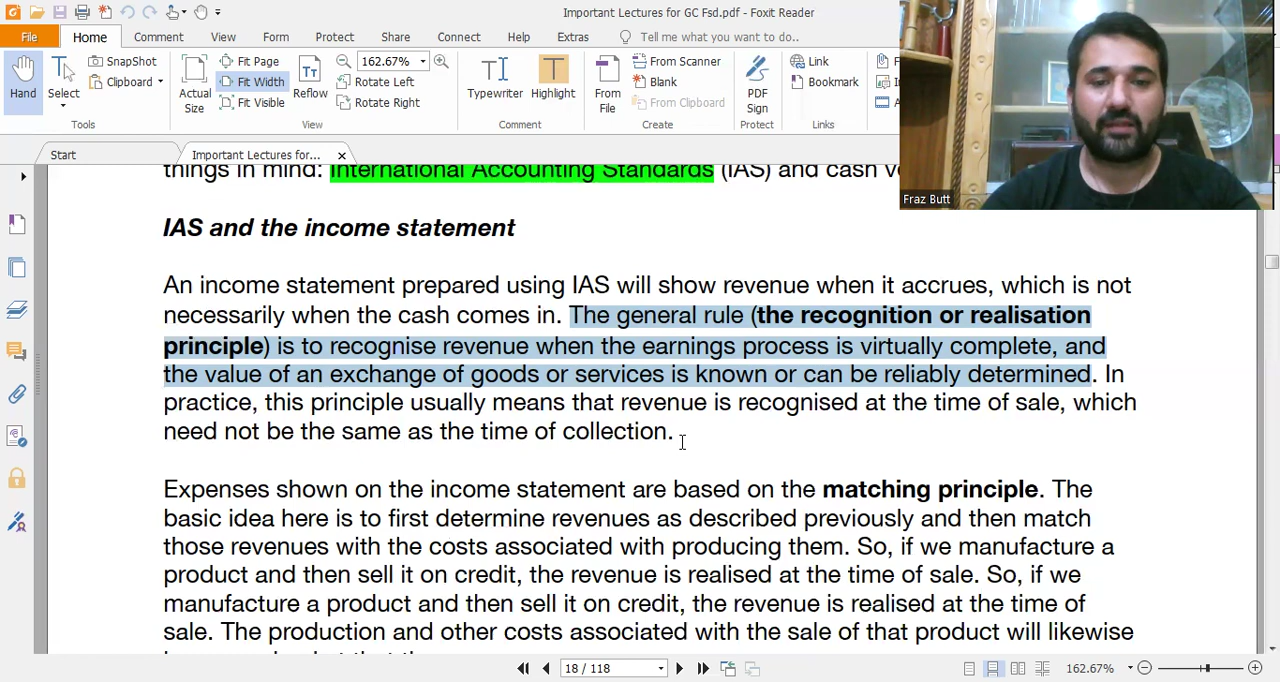 Important Lectures for GC Fsd.pdf - Foxit Reader
File
Home
Comment
View
Form
Protect
Share
Connect
Help
Extras
Tell me what you want to do..
Hand
Select
SnapShot
Clipboard
Tools
Actual
Size
Fit Page
Fit Width
Fit Visible
Reflow
162.67%
Rotate Left
Rotate Right
View
Typewriter
Highlight
Comment
From
File
From Scanner
Blank
From Clipboard
Create
PDF
Sign
Protect
Link
Bookmark
Links
Start
Important Lectures for...
Fraz Butt
things in mind: International Accounting Standards (IAS) and cash
IAS and the income statement
An income statement prepared using IAS will show revenue when it accrues, which is not
necessarily when the cash comes in. The general rule (the recognition or realisation
principle) is to recognise revenue when the earnings process is virtually complete, and
the value of an exchange of goods or services is known or can be reliably determined. In
practice, this principle usually means that revenue is recognised at the time of sale, which
need not be the same as the time of collection.
Expenses shown on the income statement are based on the matching principle. The
basic idea here is to first determine revenues as described previously and then match
those revenues with the costs associated with producing them. So, if we manufacture a
product and then sell it on credit, the revenue is realised at the time of sale. So, if we
manufacture a product and then sell it on credit, the revenue is realised at the time of
sale. The production and other costs associated with the sale of that product will likewise
18 / 118
162.67%